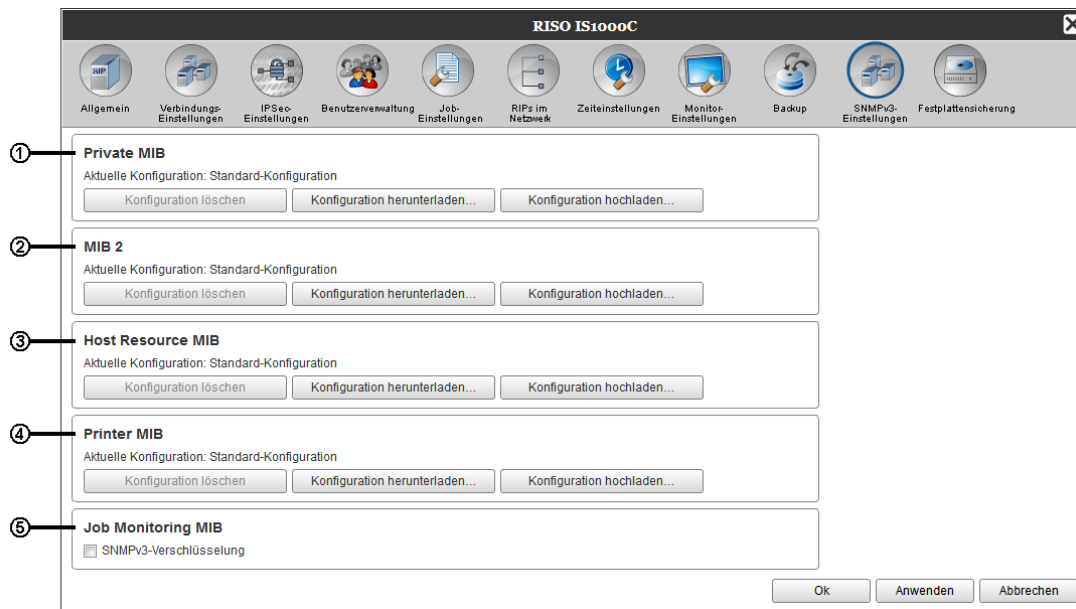 RISO IS1000C
RIP
Allgemein
Verbindungs-
Einstellungen
IPSec-
Einstellungen
Benutzerverwaltung
Job-
Einstellungen
RIPs im
Netzwerk
Zeiteinstellungen
Monitor-
Einstellungen
Backup
SNMPv3-
Einstellungen
Festplattensicherung
①
Private MIB
Aktuelle Konfiguration: Standard-Konfiguration
Konfiguration löschen Konfiguration herunterladen... Konfiguration hochladen...
②
MIB 2
Aktuelle Konfiguration: Standard-Konfiguration
Konfiguration löschen Konfiguration herunterladen... Konfiguration hochladen...
③
Host Resource MIB
Aktuelle Konfiguration: Standard-Konfiguration
Konfiguration löschen Konfiguration herunterladen... Konfiguration hochladen...
④
Printer MIB
Aktuelle Konfiguration: Standard-Konfiguration
Konfiguration löschen Konfiguration herunterladen... Konfiguration hochladen...
⑤
Job Monitoring MIB
SNMPv3-Verschlüsselung
Ok Anwenden Abbrechen